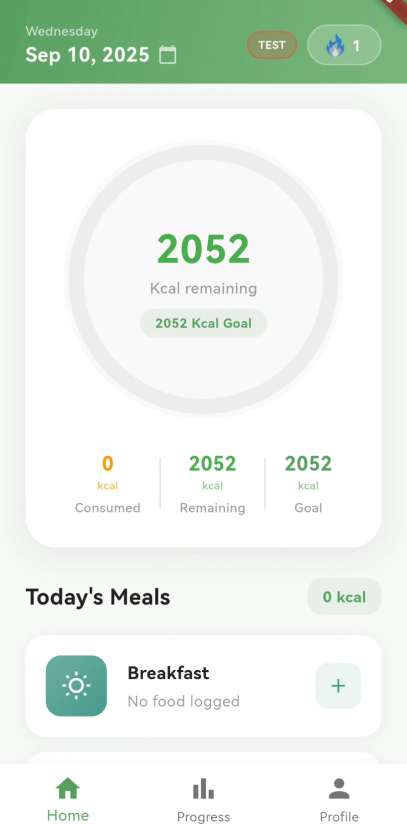 Wednesday
Sep 10, 2025
TEST
1
2052
Kcal remaining
2052 Kcal Goal
0
kcal
Consumed
2052
kcal
Remaining
2052
kcal
Goal
Today's Meals
0 kcal
Breakfast
No food logged
+
Home
Progress
Profile